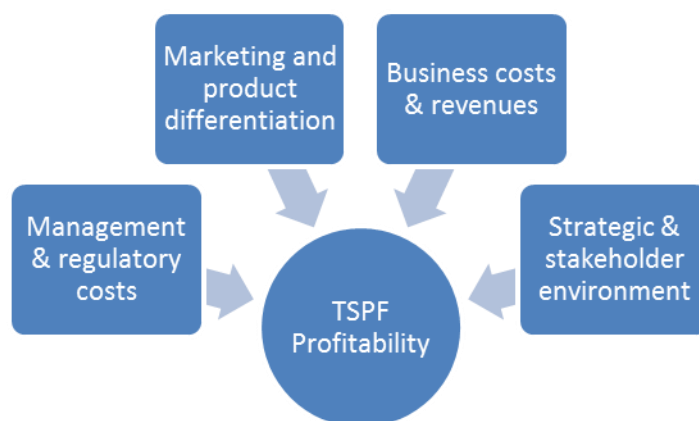 Marketing and
product
differentiation
Business costs
& revenues
Management
& regulatory
costs
Strategic &
stakeholder
environment
TSPF
Profitability